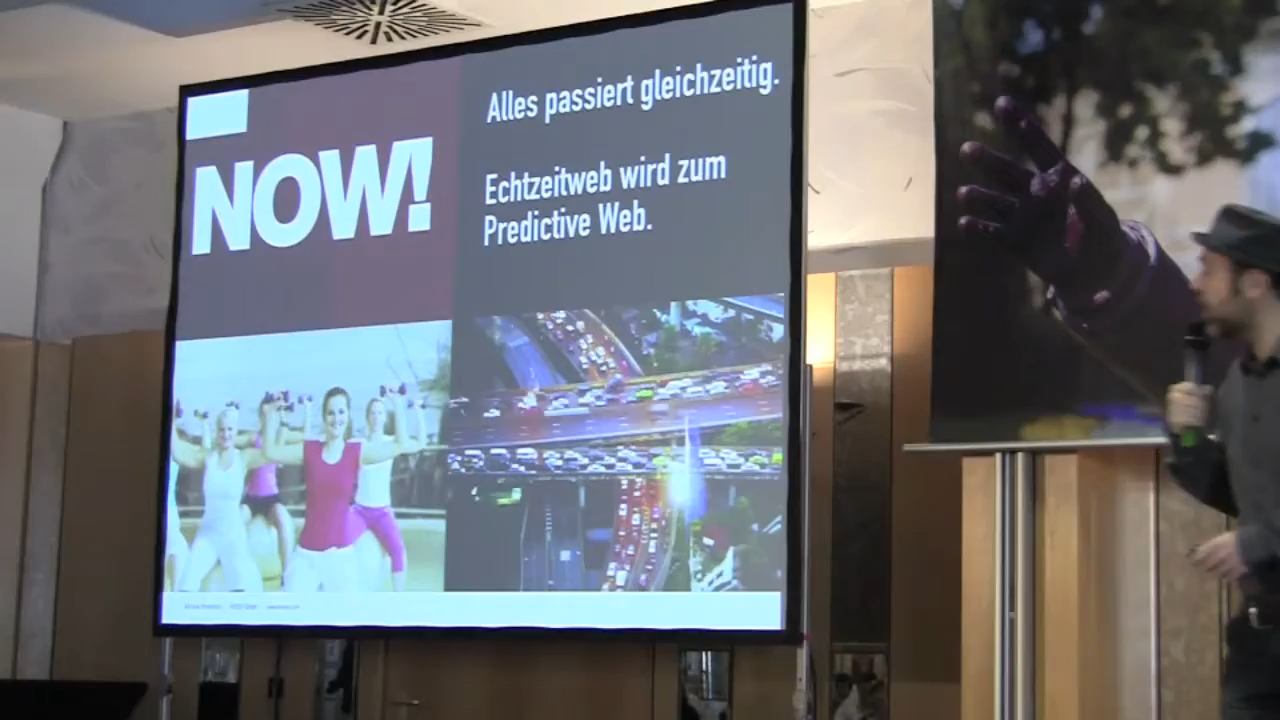 NOW!
Alles passiert gleichzeitig.
Echtzeitweb wird zum
Predictive Web.